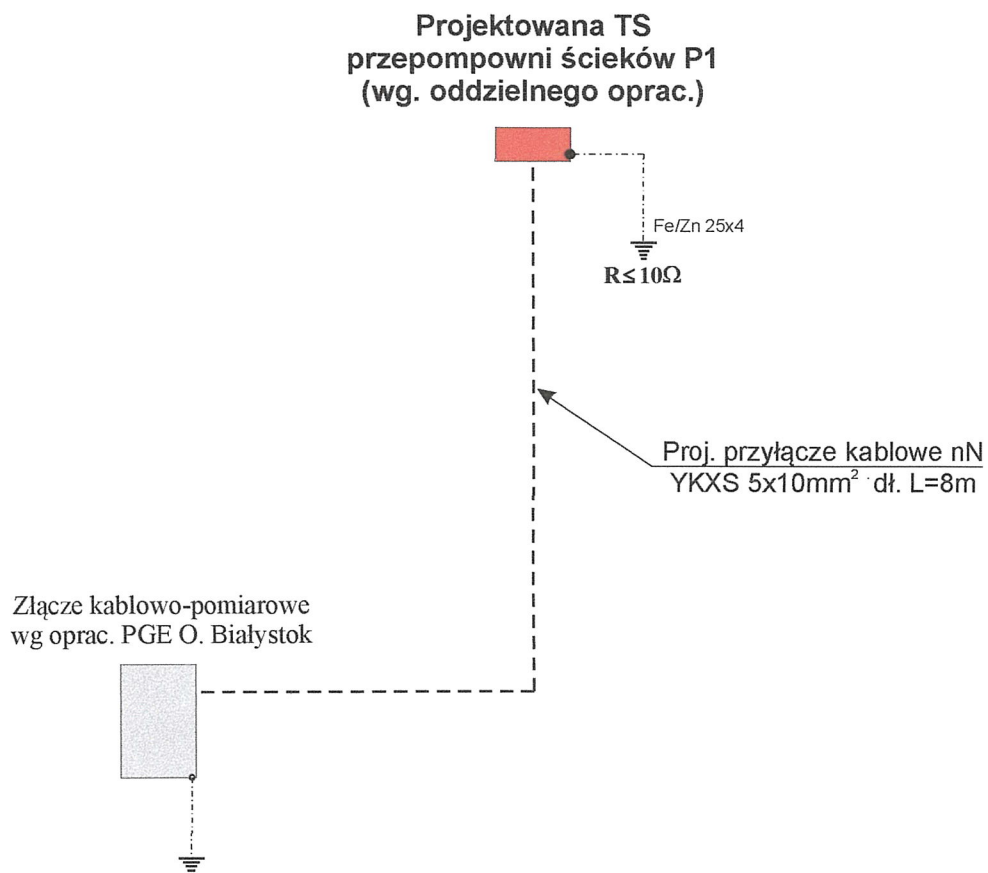 Projektowana TS
przepompowni ścieków P1
(wg. oddzielnego oprac.)
Fe/Zn 25x4
R≤10Ω
Proj. przyłącze kablowe nN
YKXS 5x10mm² dł. L=8m
Złącze kablowo-pomiarowe
wg oprac. PGE O. Białystok